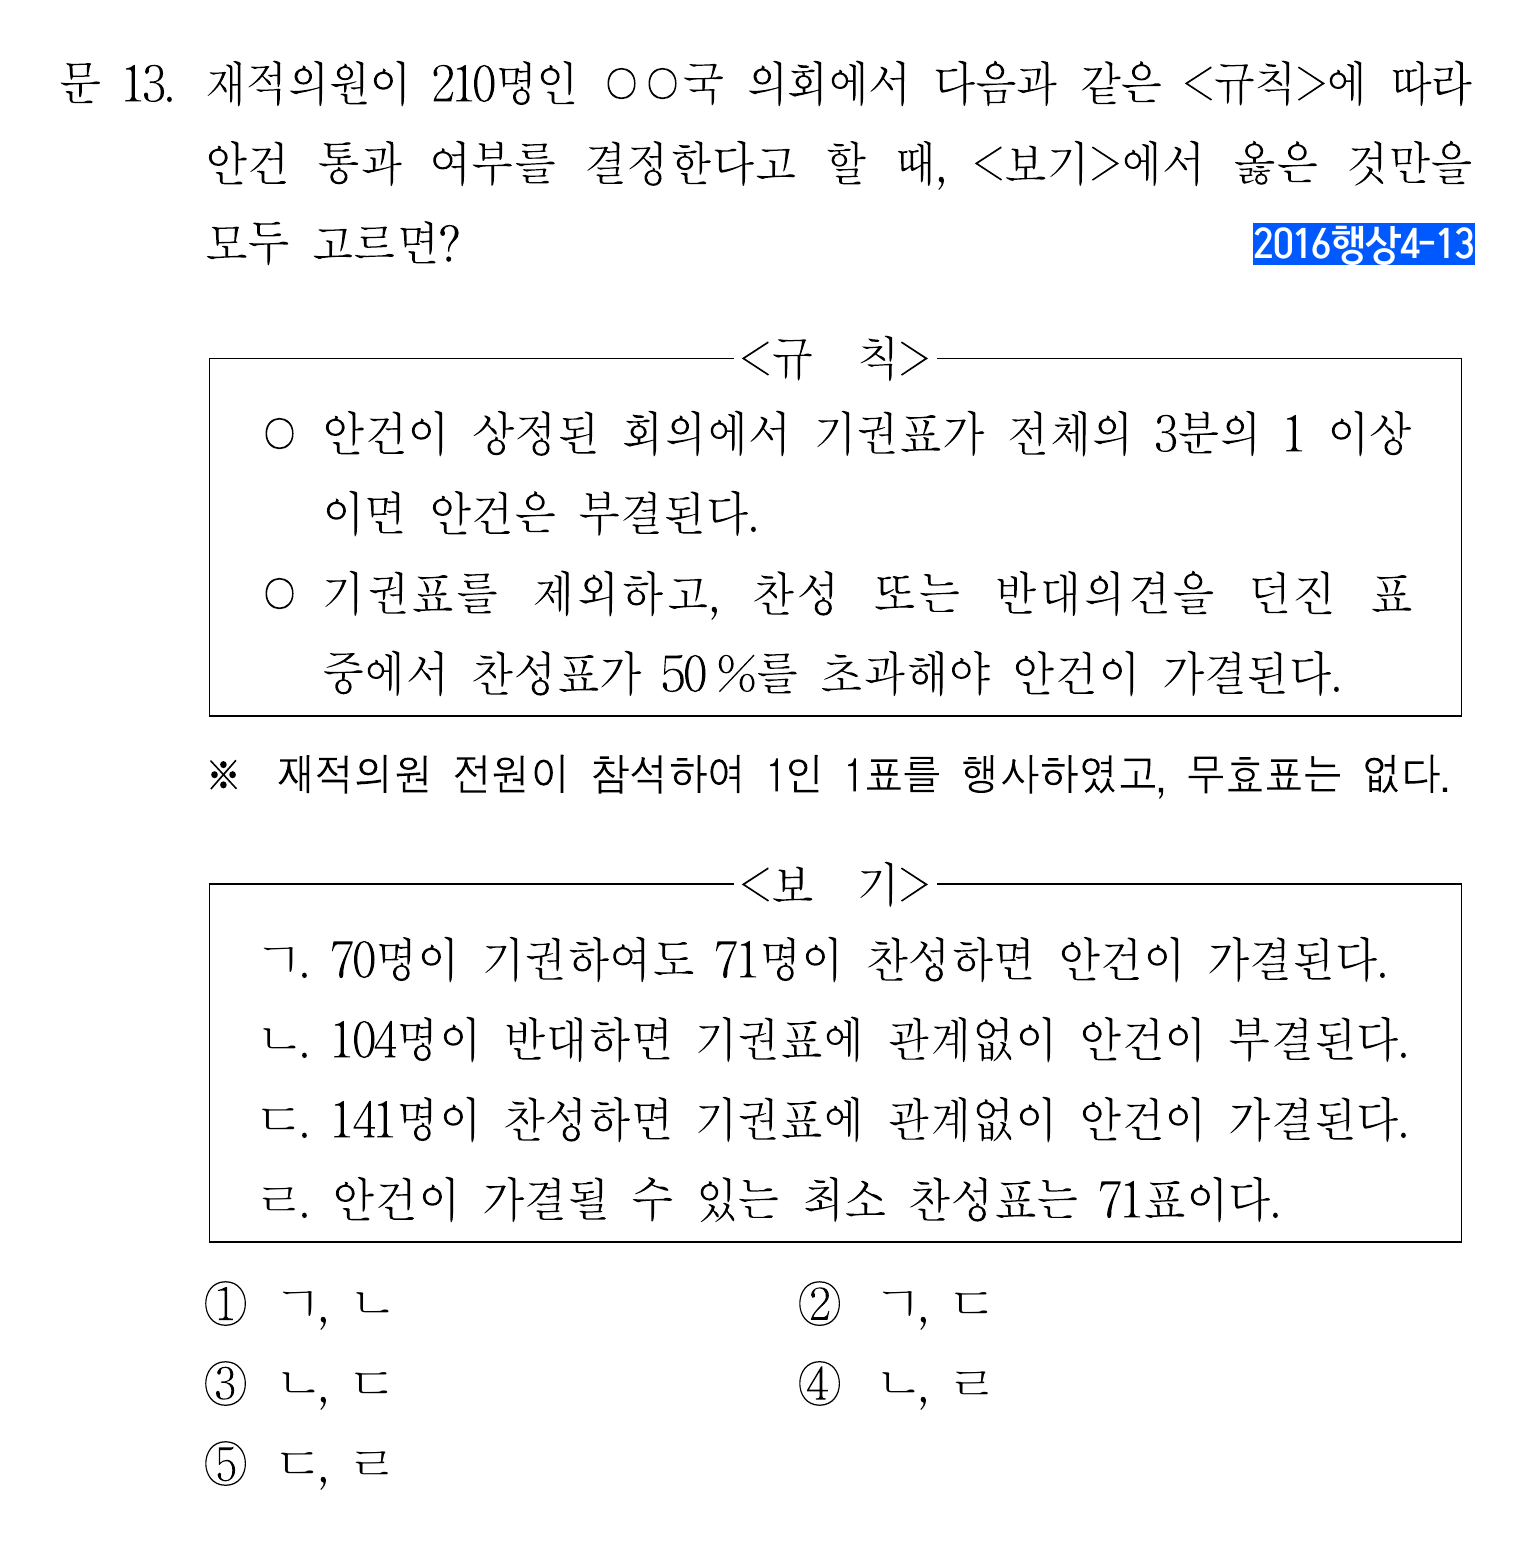 문 13. 재적의원이 210명인 ○○국 의회에서 다음과 같은 <규칙>에 따라
안건 통과 여부를 결정한다고 할 때, <보기>에서 옳은 것만을
모두 고르면?
2016행상4-13
<규 칙>
○ 안건이 상정된 회의에서 기권표가 전체의 3분의 1 이상
이면 안건은 부결된다.
○ 기권표를 제외하고, 찬성 또는 반대의견을 던진 표
중에서 찬성표가 50%를 초과해야 안건이 가결된다.
※ 재적의원 전원이 참석하여 1인 1표를 행사하였고, 무효표는 없다.
<보 기>
ㄱ. 70명이 기권하여도 71명이 찬성하면 안건이 가결된다.
ㄴ. 104명이 반대하면 기권표에 관계없이 안건이 부결된다.
ㄷ. 141명이 찬성하면 기권표에 관계없이 안건이 가결된다.
ㄹ. 안건이 가결될 수 있는 최소 찬성표는 71표이다.
① ㄱ, ㄴ
② ㄱ, ㄷ
③ ㄴ, ㄷ
④ ㄴ, ㄹ
⑤ ㄷ, ㄹ